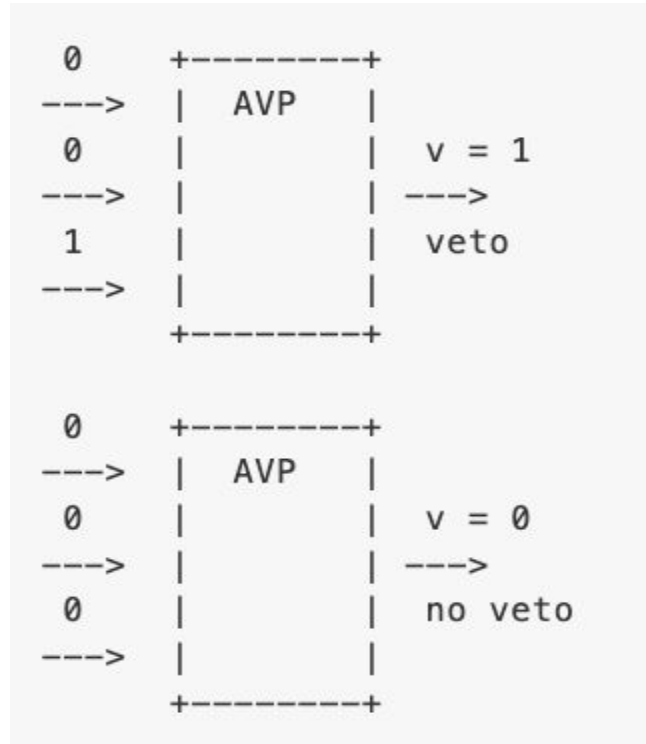 0     +---------+
--->   |  AVP    |
 0     |         |  v = 1
--->   |         | --->
 1     |         |  veto
--->   |         |
       +---------+

 0     +---------+
--->   |  AVP    |
 0     |         |  v = 0
--->   |         | --->
 0     |         |  no veto
--->   |         |
       +---------+